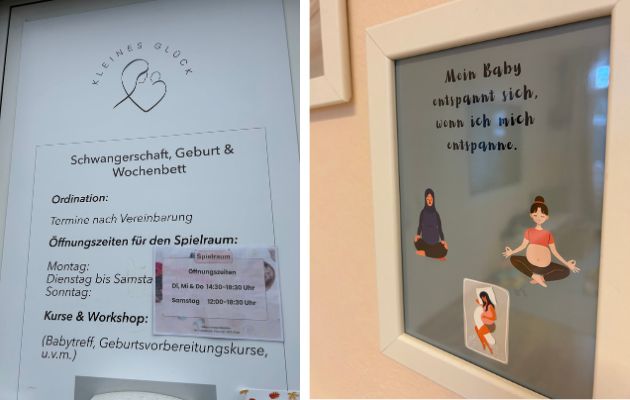 KLEINES GLÜCK
Schwangerschaft, Geburt &
Wochenbett
Ordination:
Termine nach Vereinbarung
Öffnungszeiten für den Spielraum:
Montag:
Dienstag bis Samsta
Sonntag:
Spielraum
Öffnungszeiten
Di, Mi & Do 14:30-18:30 Uhr
Samstag 12:00-18:30 Uhr
Kurse & Workshop:
(Babytreff, Geburtsvorbereitungskurse,
u.v.m.)
Mein Baby
entspannt sich,
wenn ich mich
entspanne.